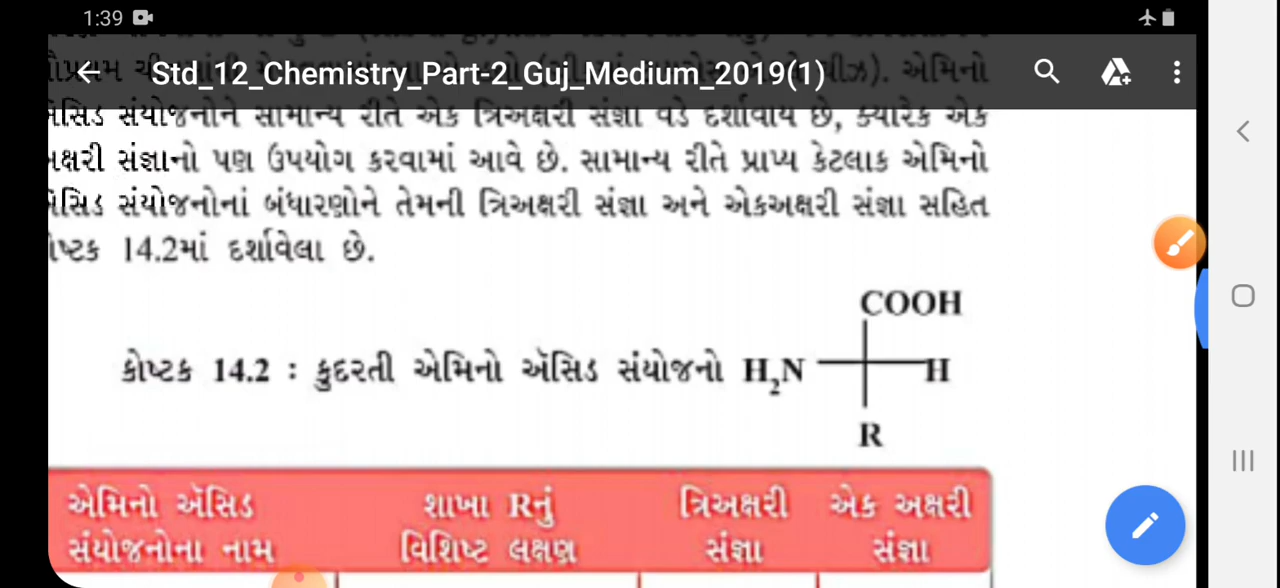 1:39
Std_12_Chemistry_Part-2_Guj_Medium_2019(1)
એમિનો
સંયોજનોને સામાન્ય રીતે એક ત્રિઅક્ષરી સંજ્ઞા વડે દર્શાવાય છે, ક્યારેક એક
સંજ્ઞાનો પણ ઉપયોગ કરવામાં આવે છે. સામાન્ય રીતે પ્રાપ્ય કેટલાક એમિનો
સંયોજનોનાં બંધારણોને તેમની ત્રિઅક્ષરી સંજ્ઞા અને એકઅક્ષરી સંજ્ઞા સહિત
14.2માં દર્શાવેલા છે.
COOH
કોષ્ટક 14.2 : કુદરતી એમિનો ઍસિડ સંયોજનો H₂N H
R
એમિનો ઍસિડ શાખા Rનું ત્રિઅક્ષરી એક અક્ષરી
સંયોજનોના નામ વિશિષ્ટ લક્ષણ સંજ્ઞા સંજ્ઞા